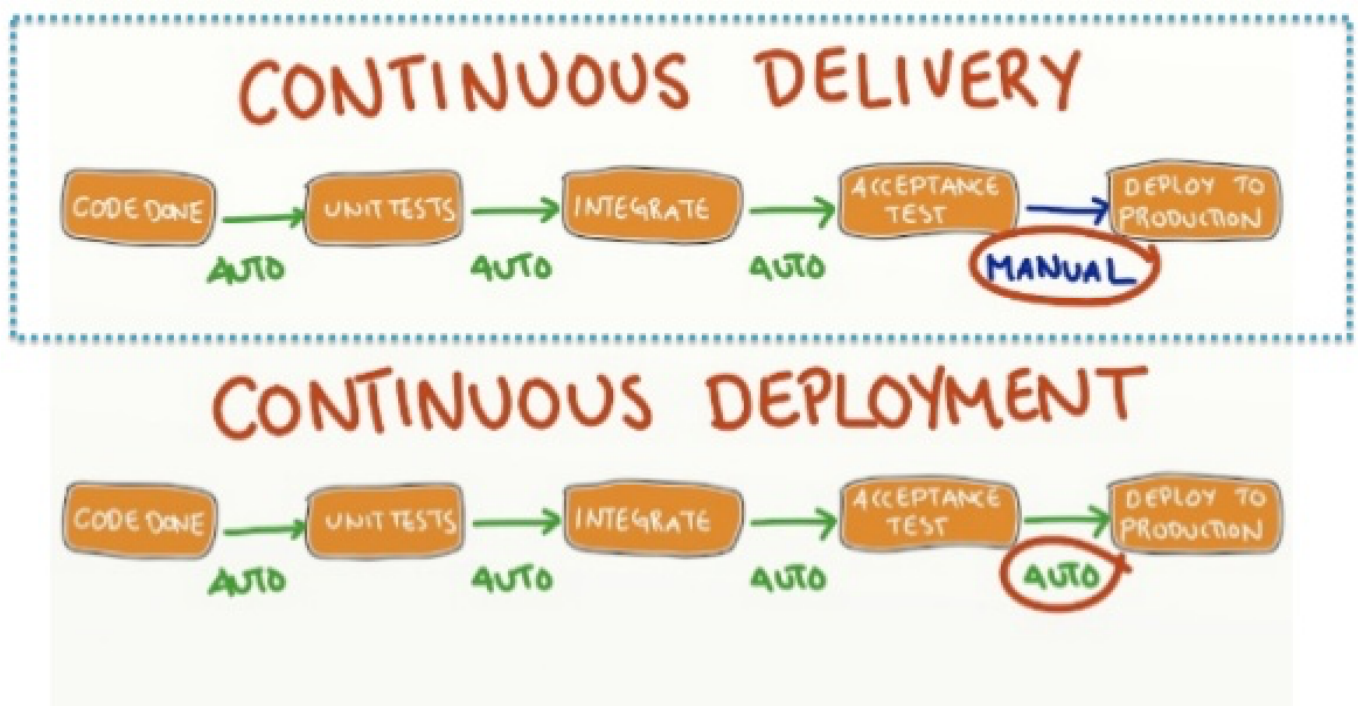 CONTINUOUS DELIVERY
CODE DONE
UNIT TESTS
INTEGRATE
ACCEPTANCE
TEST
DEPLOY TO
PRODUCTION
AUTO
AUTO
AUTO
MANUAL
CONTINUOUS DEPLOYMENT
CODE DONE
UNIT TESTS
INTEGRATE
ACCEPTANCE
TEST
DEPLOY TO
PRODUCTION
AUTO
AUTO
AUTO
AUTO